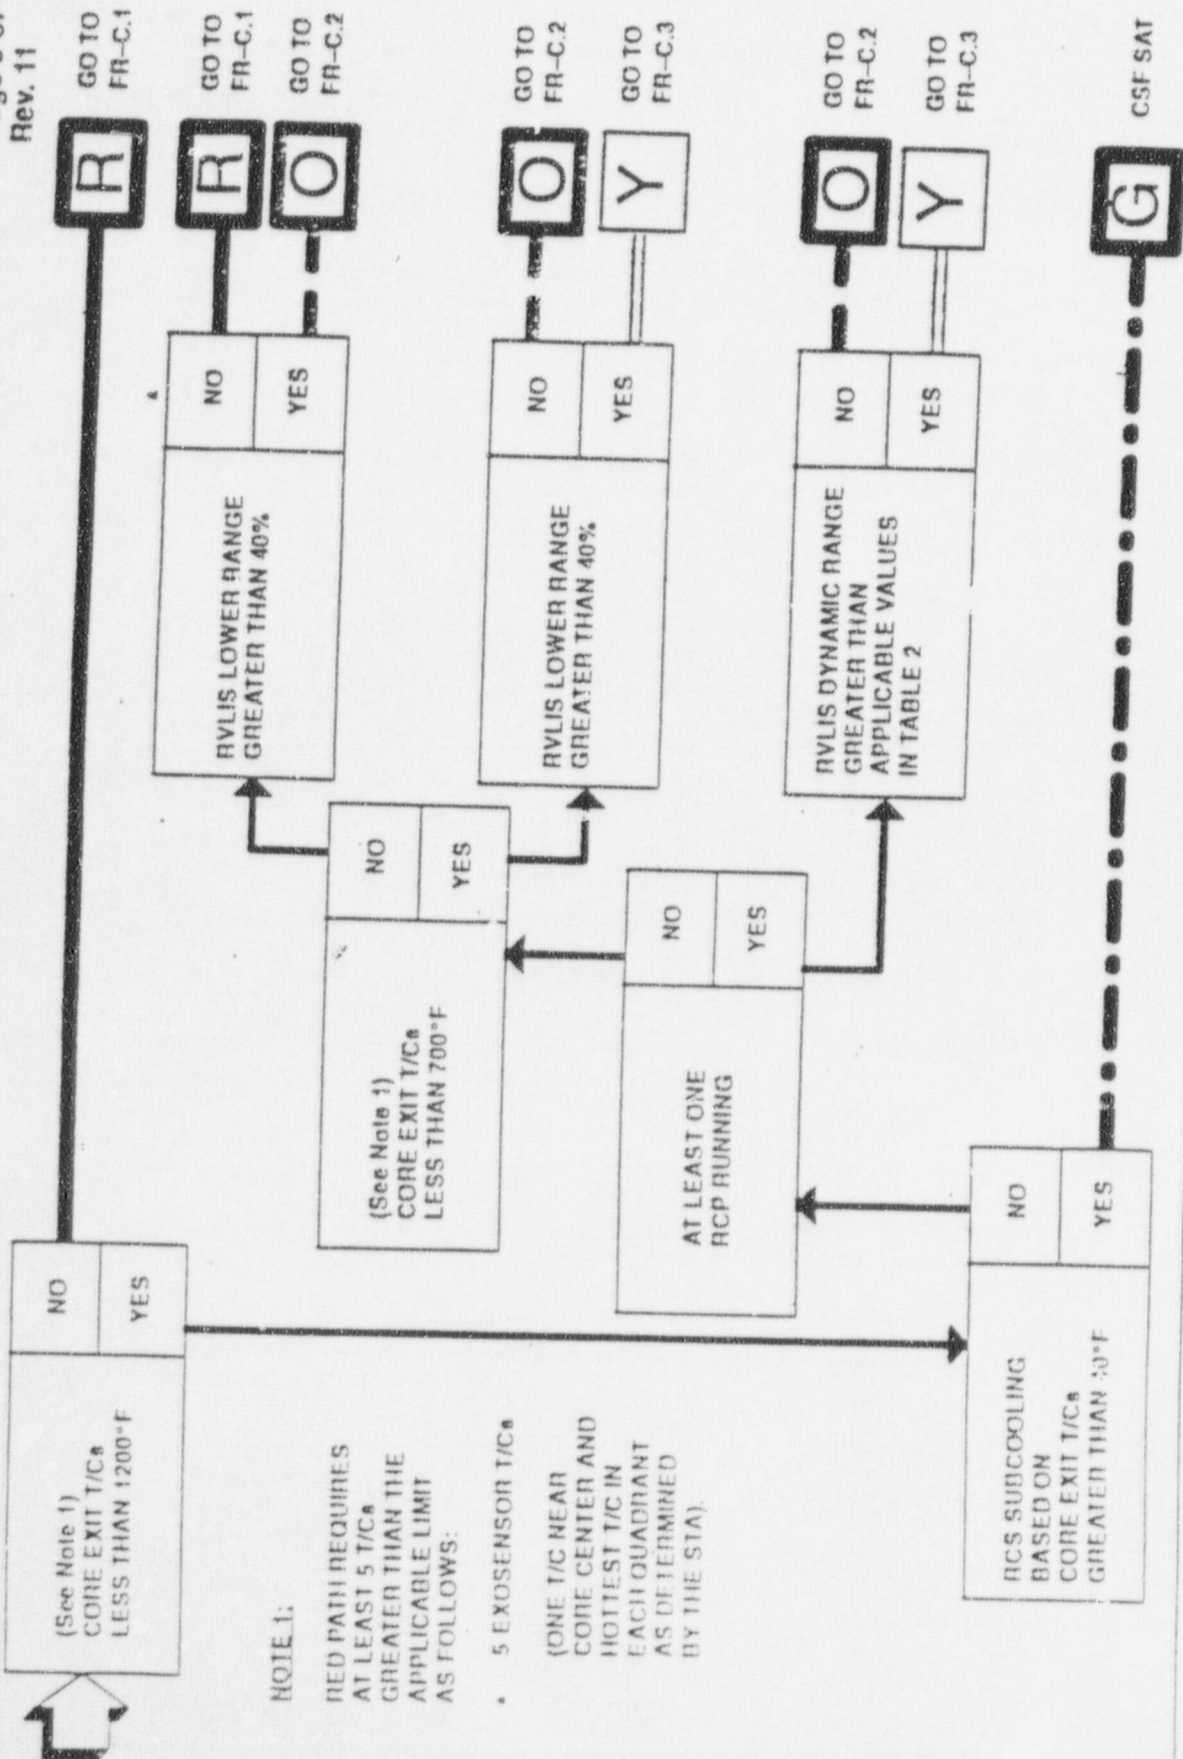 Rev. 11
(See Note 1)
CORE EXIT T/Cs
LESS THAN 1200°F
NO
YES
R
GO TO
FR-C.1
RVLIS LOWER RANGE
GREATER THAN 40%
NO
YES
R
GO TO
FR-C.1
O
GO TO
FR-C.2
(See Note 1)
CORE EXIT T/Cs
LESS THAN 700°F
NO
YES
RVLIS LOWER RANGE
GREATER THAN 40%
NO
YES
O
GO TO
FR-C.2
Y
GO TO
FR-C.3
AT LEAST ONE
RCP RUNNING
NO
YES
RVLIS DYNAMIC RANGE
GREATER THAN
APPLICABLE VALUES
IN TABLE 2
NO
YES
O
GO TO
FR-C.2
Y
GO TO
FR-C.3
RCS SUBCOOLING
BASED ON
CORE EXIT T/Cs
GREATER THAN
NO
YES
G
CSF SAT
NOTE 1:
RED PATH REQUIRES
AT LEAST 5 T/Cs
GREATER THAN THE
APPLICABLE LIMIT
AS FOLLOWS:
• 5 EXOSENSOR T/Cs
(ONE T/C NEAR
CORE CENTER AND
HOTTEST T/C IN
EACH QUADRANT
AS DETERMINED
BY THE STA).